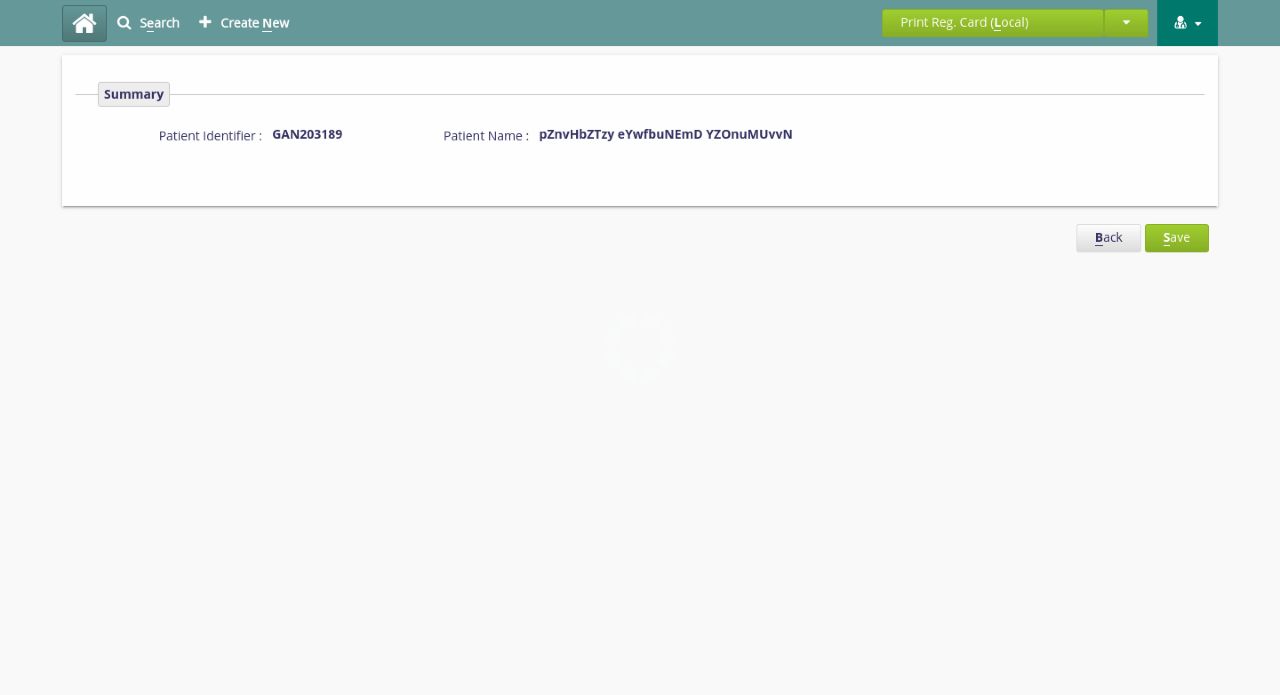 Search
Create New
Print Reg. Card (Local)
Summary
Patient Identifier : GAN203189
Patient Name : pZnvHbZTzy eYwfbuNEmD YZOnuMUvvN
Back
Save